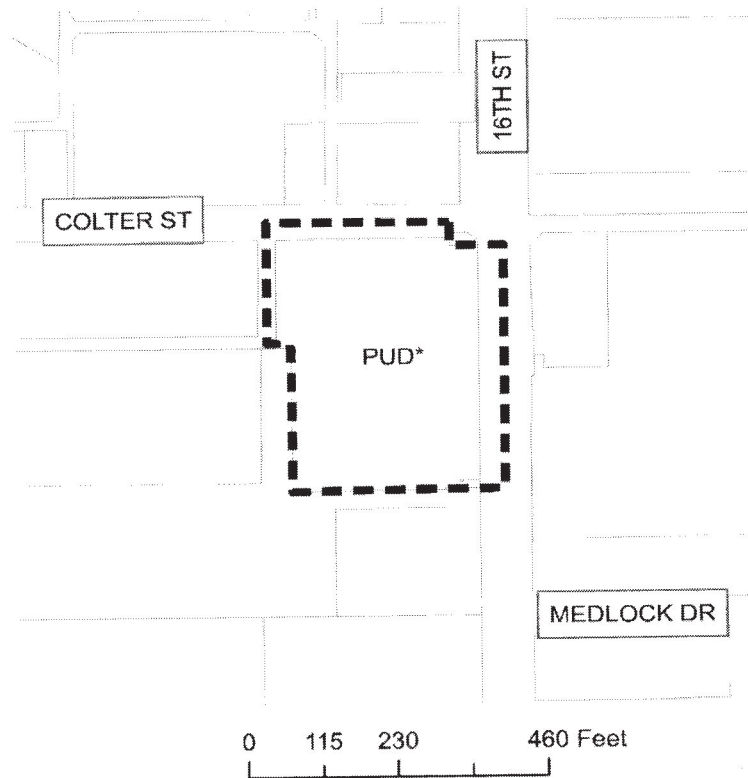 16TH ST
COLTER ST
PUD*
MEDLOCK DR
0 115 230 460 Feet